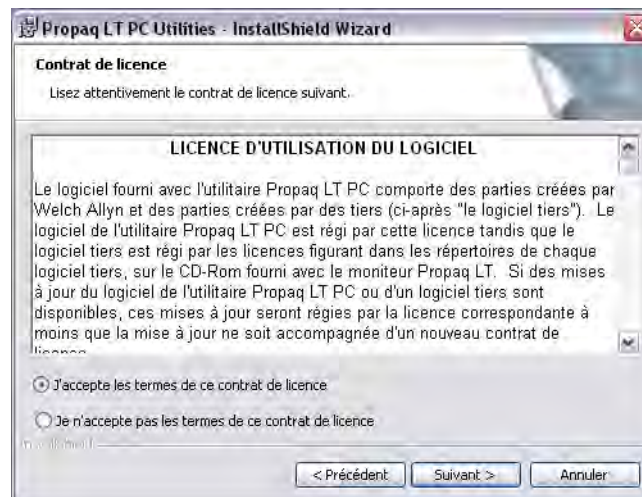 Propaq LT PC Utilities - InstallShield Wizard
Contrat de licence
Lisez attentivement le contrat de licence suivant.
LICENCE D'UTILISATION DU LOGICIEL
Le logiciel fourni avec l'utilitaire Propaq LT PC comporte des parties créées par
Welch Allyn et des parties créées par des tiers (ci-après "le logiciel tiers"). Le
logiciel de l'utilitaire Propaq LT PC est régi par cette licence tandis que le
logiciel tiers est régi par les licences figurant dans les répertoires de chaque
logiciel tiers, sur le CD-Rom fourni avec le moniteur Propaq LT. Si des mises
à jour du logiciel de l'utilitaire Propaq LT PC ou d'un logiciel tiers sont
disponibles, ces mises à jour seront régies par la licence correspondante à
moins que la mise à jour ne soit accompagnée d'un nouveau contrat de
licence
J'accepte les termes de ce contrat de licence
Je n'accepte pas les termes de ce contrat de licence
< Précédent
Suivant >
Annuler